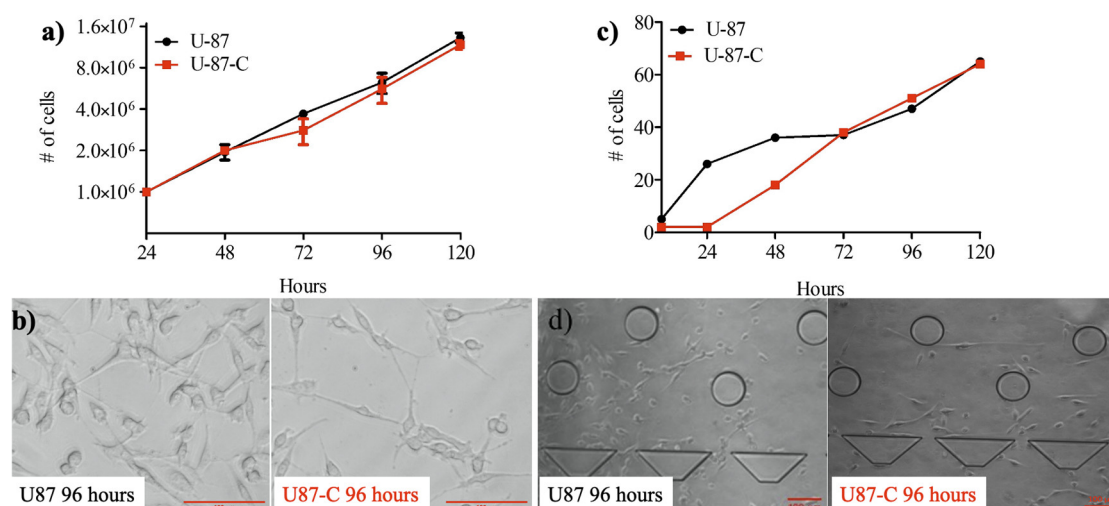 a)
U-87
U-87-C
# of cells
1.6×10⁷
8.0×10⁶
4.0×10⁶
2.0×10⁶
1.0×10⁶
24 48 72 96 120
Hours
c)
U-87
U-87-C
# of cells
80
60
40
20
0
24 48 72 96 120
Hours
b)
U87 96 hours
U87-C 96 hours
d)
U87 96 hours
U87-C 96 hours